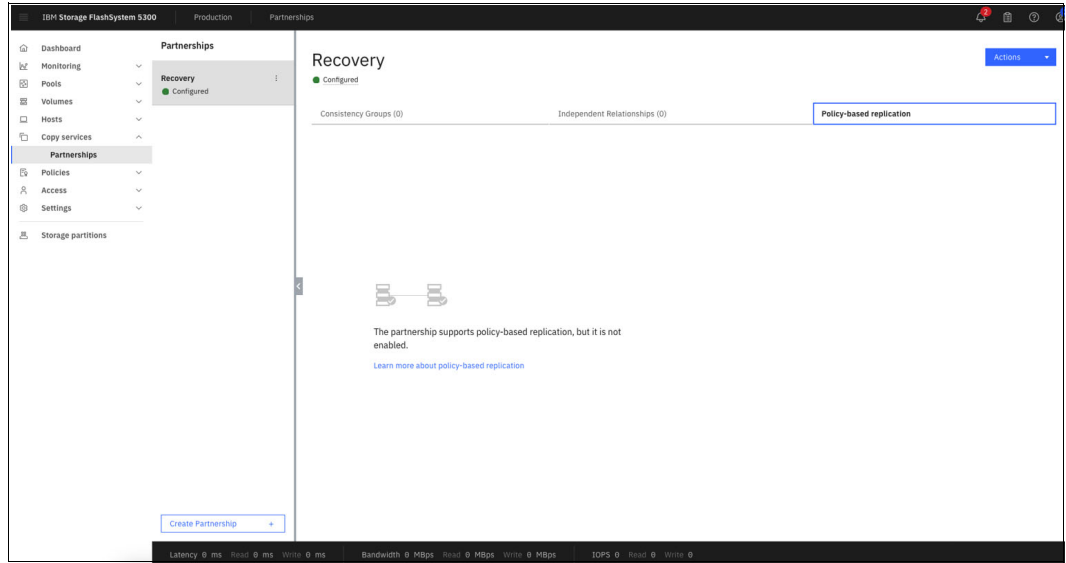 IBM Storage FlashSystem 5300 Production Partnerships
2
Dashboard
Monitoring
Pools
Volumes
Hosts
Copy services
Partnerships
Policies
Access
Settings
Storage partitions
Partnerships
Recovery
Configured
Create Partnership +
Recovery
Configured
Actions
Consistency Groups (0) Independent Relationships (0) Policy-based replication
The partnership supports policy-based replication, but it is not
enabled.
Learn more about policy-based replication
Latency 0 ms Read 0 ms Write 0 ms Bandwidth 0 MBps Read 0 MBps Write 0 MBps IOPS 0 Read 0 Write 0